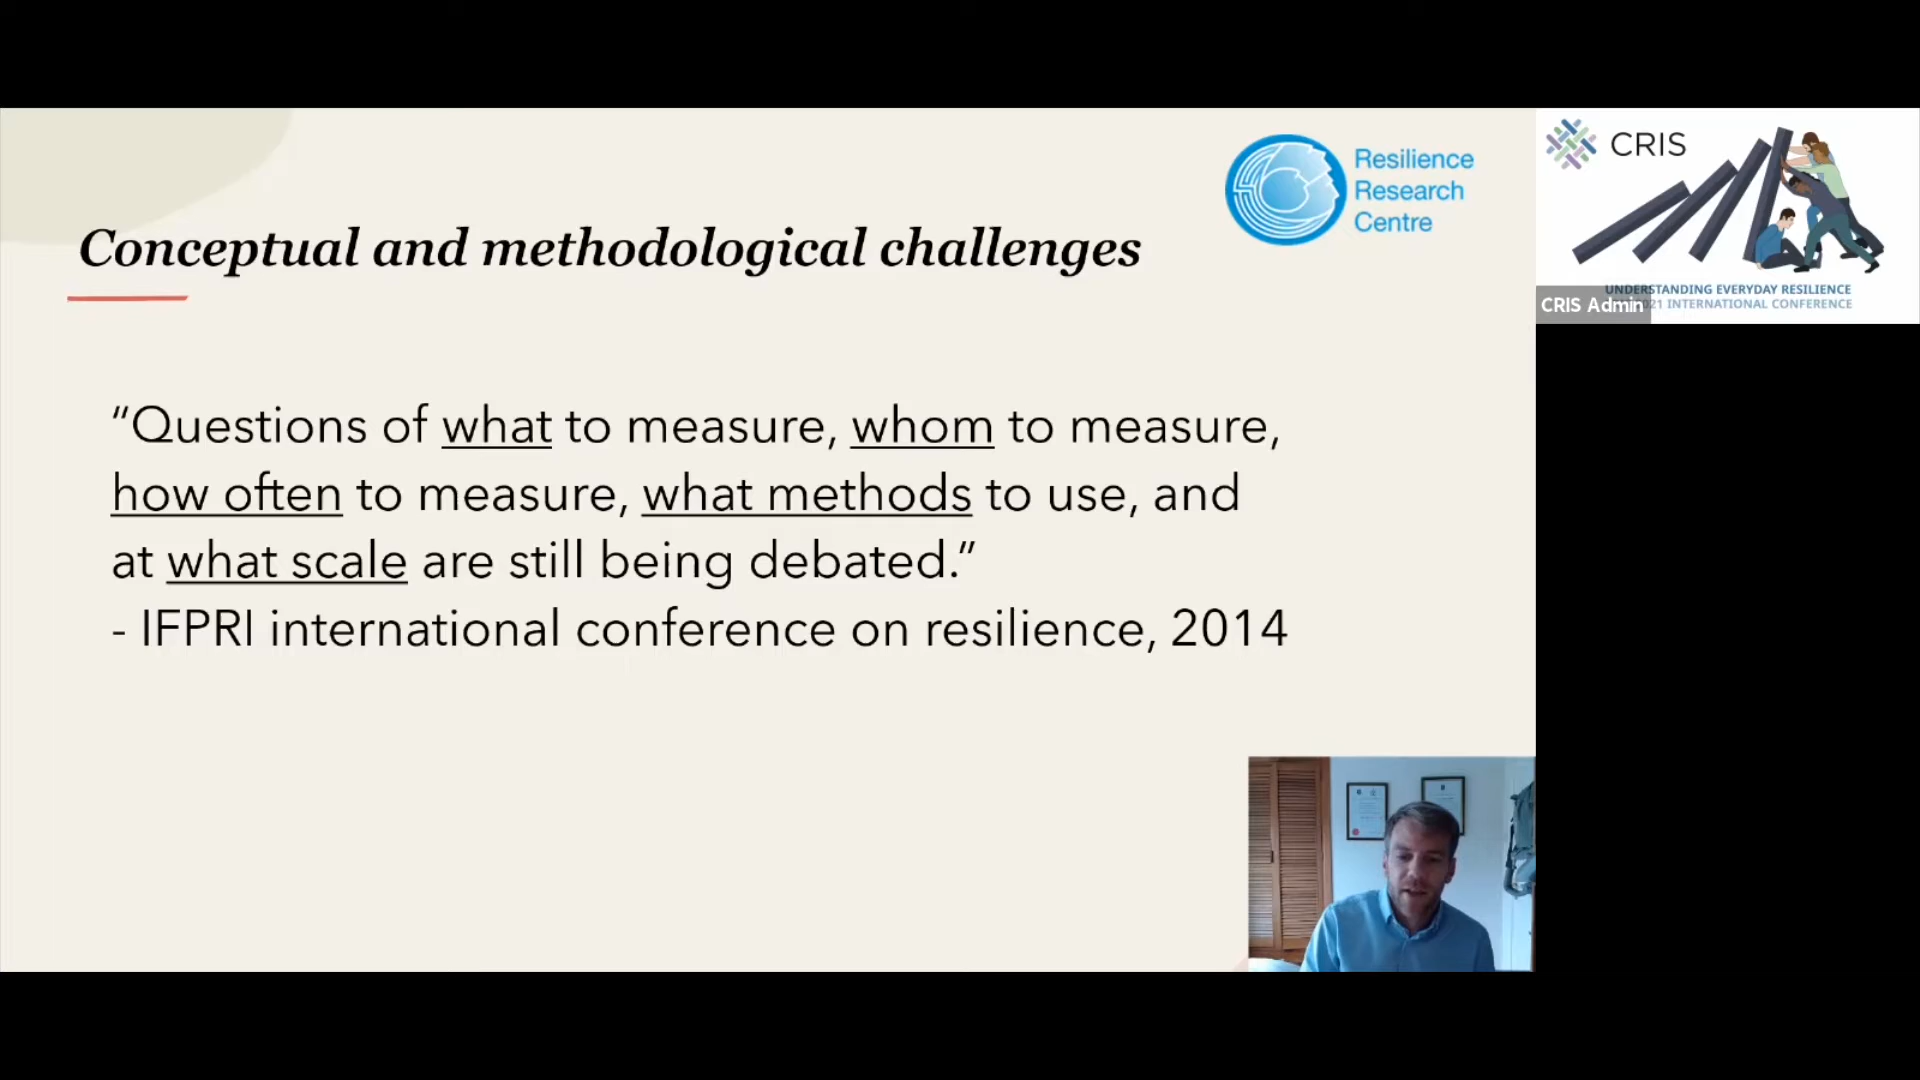 Resilience
Research
Centre
Conceptual and methodological challenges
“Questions of what to measure, whom to measure,
how often to measure, what methods to use, and
at what scale are still being debated.”
- IFPRI international conference on resilience, 2014
CRIS
UNDERSTANDING EVERYDAY RESILIENCE
21 INTERNATIONAL CONFERENCE
CRIS Admin